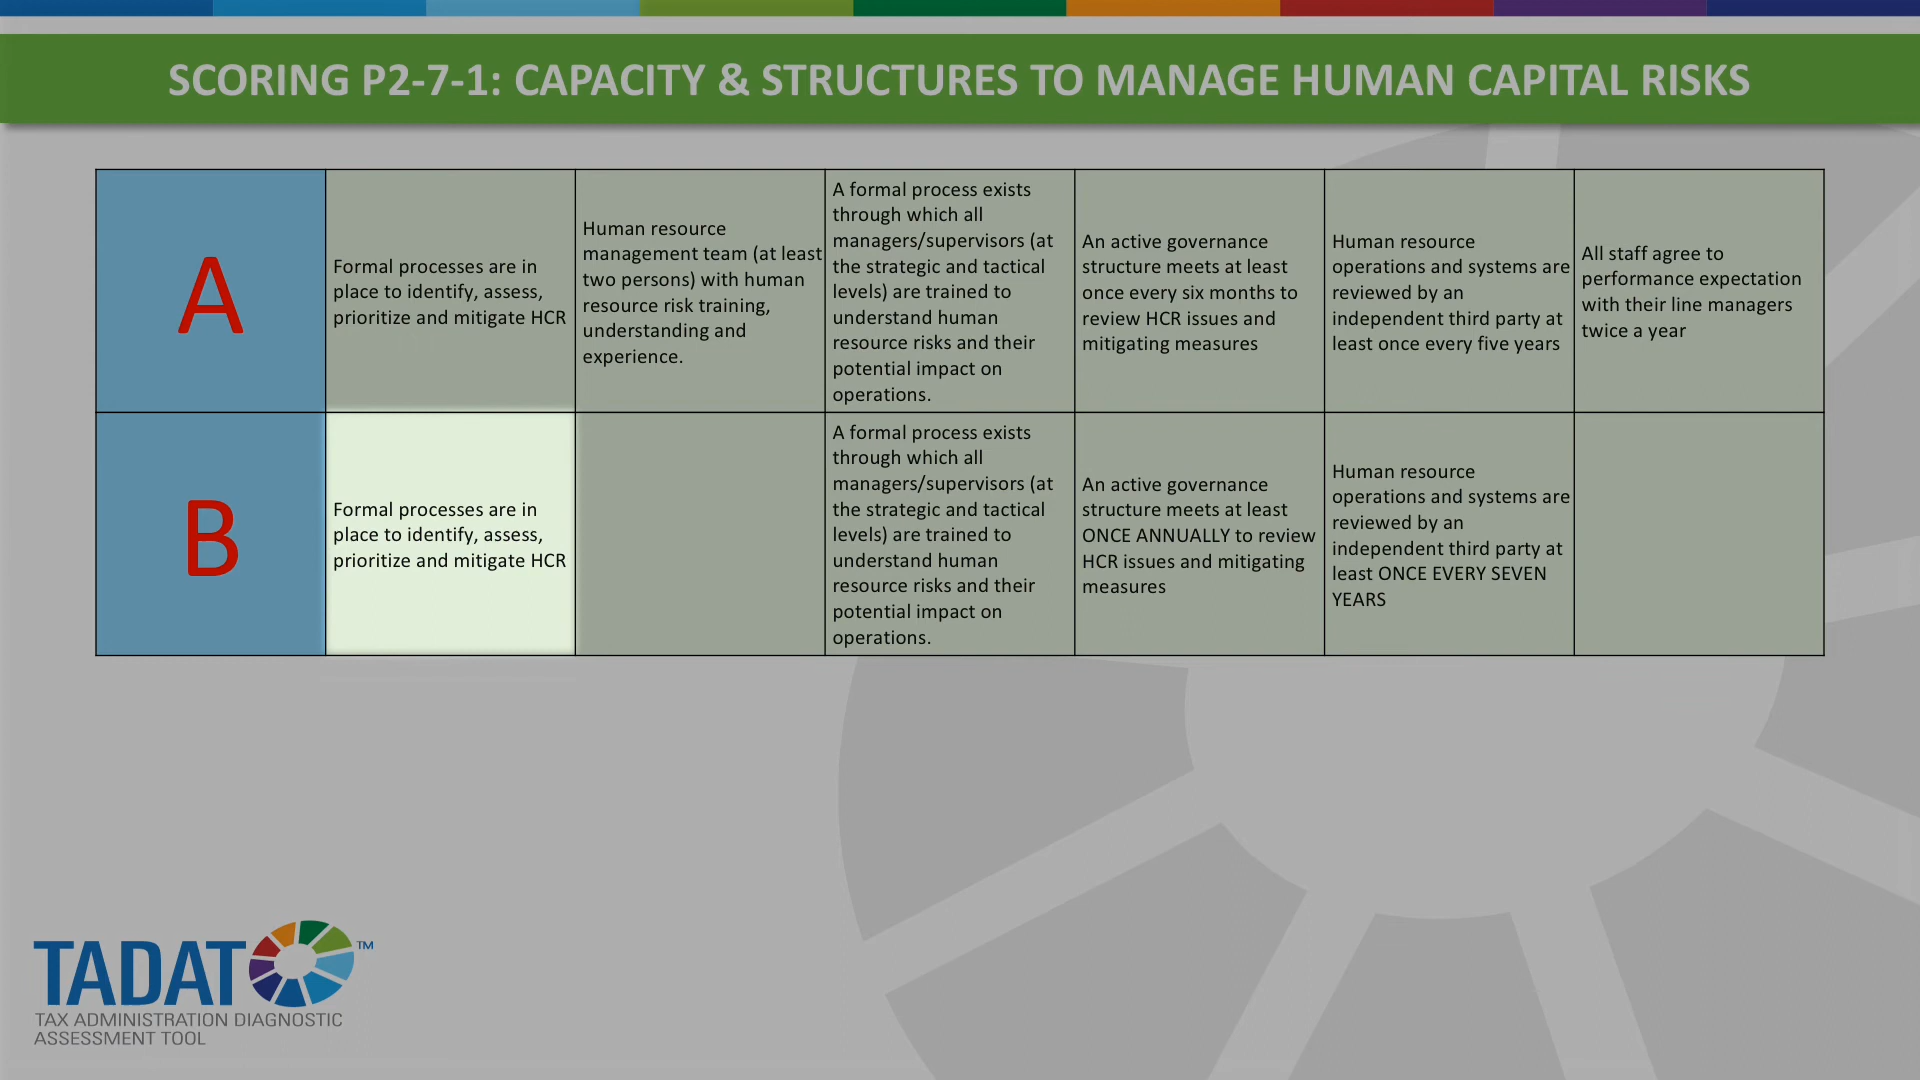 SCORING P2-7-1: CAPACITY & STRUCTURES TO MANAGE HUMAN CAPITAL RISKS
A
Formal processes are in
place to identify, assess,
prioritize and mitigate HCR
Human resource
management team (at least
two persons) with human
resource risk training,
understanding and
experience.
A formal process exists
through which all
managers/supervisors (at
the strategic and tactical
levels) are trained to
understand human
resource risks and their
potential impact on
operations.
An active governance
structure meets at least
once every six months to
review HCR issues and
mitigating measures
Human resource
operations and systems are
reviewed by an
independent third party at
least once every five years
All staff agree to
performance expectation
with their line managers
twice a year
B
Formal processes are in
place to identify, assess,
prioritize and mitigate HCR
A formal process exists
through which all
managers/supervisors (at
the strategic and tactical
levels) are trained to
understand human
resource risks and their
potential impact on
operations.
An active governance
structure meets at least
ONCE ANNUALLY to review
HCR issues and mitigating
measures
Human resource
operations and systems are
reviewed by an
independent third party at
least ONCE EVERY SEVEN
YEARS
TADAT™
TAX ADMINISTRATION DIAGNOSTIC
ASSESSMENT TOOL